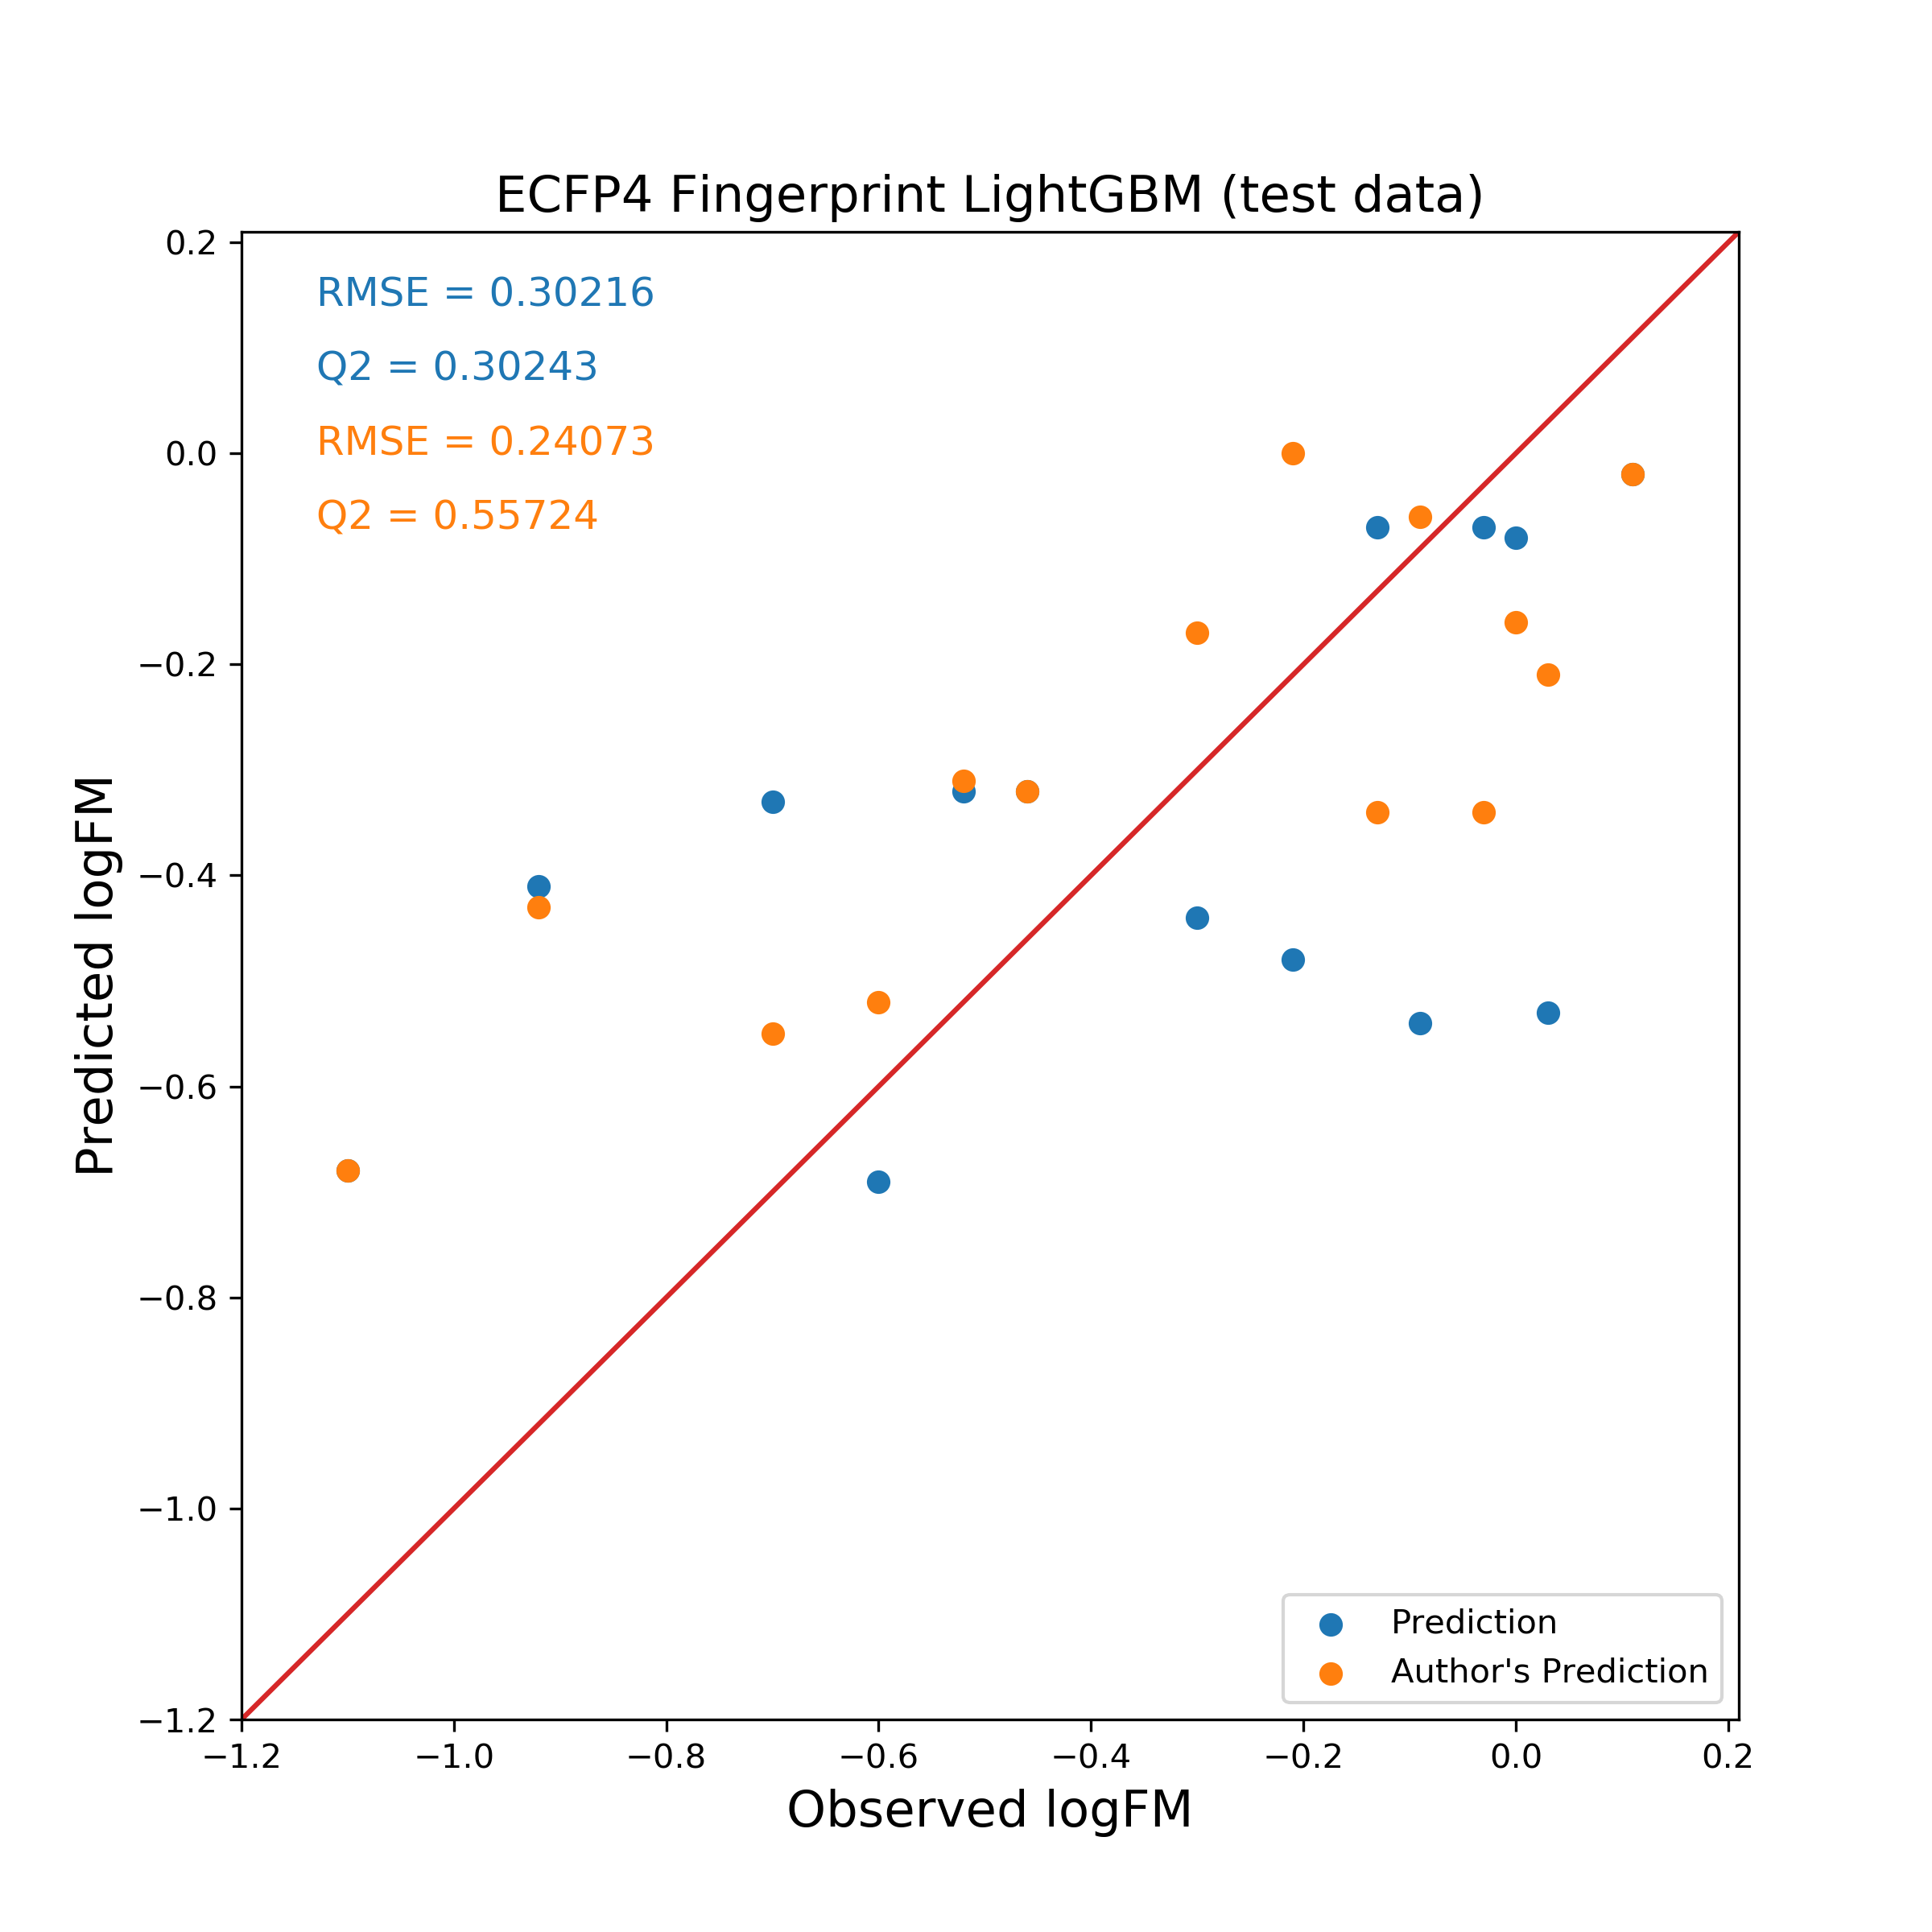 ECFP4 Fingerprint LightGBM (test data)
RMSE = 0.30216
Q2 = 0.30243
RMSE = 0.24073
Q2 = 0.55724
0.2
0.0
−0.2
−0.4
−0.6
−0.8
−1.0
−1.2
Predicted logFM
Prediction
Author's Prediction
−1.2 −1.0 −0.8 −0.6 −0.4 −0.2 0.0 0.2
Observed logFM